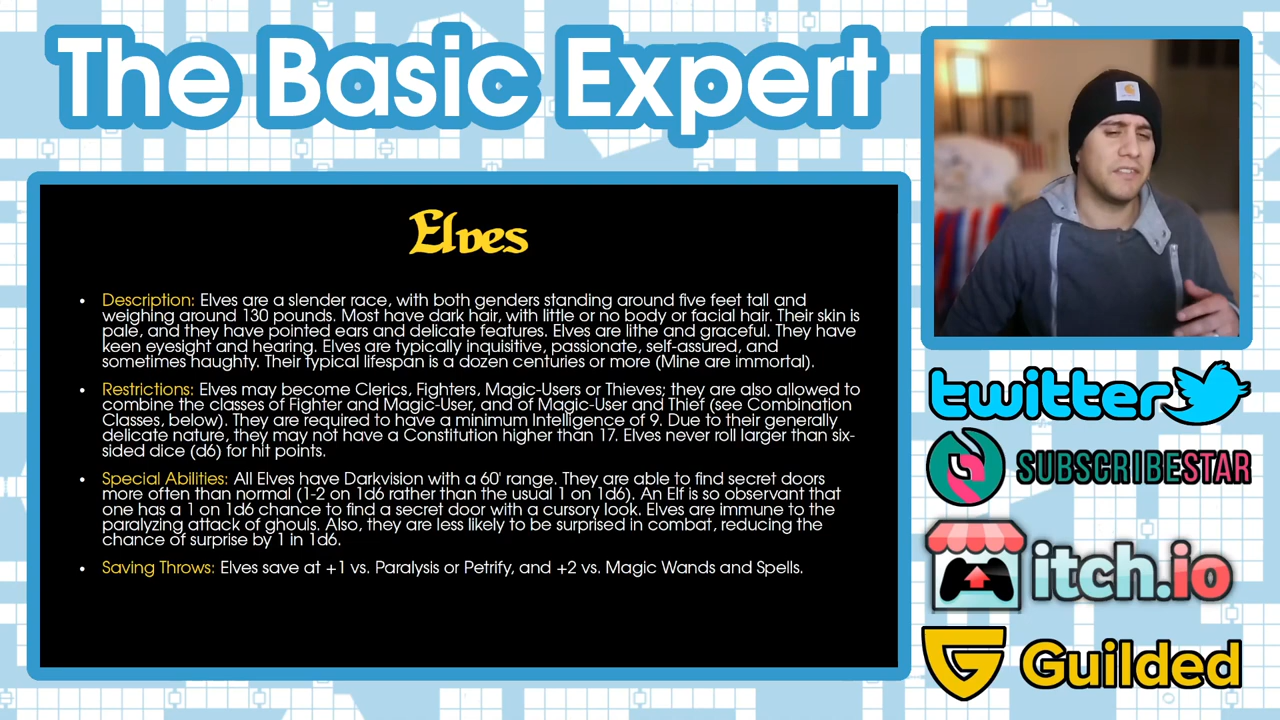 The Basic Expert
Elves
• Description: Elves are a slender race, with both genders standing around five feet tall and
weighing around 130 pounds. Most have dark hair, with little or no body or facial hair. Their skin is
pale, and they have pointed ears and delicate features. Elves are lithe and graceful. They have
keen eyesight and hearing. Elves are typically inquisitive, passionate, self-assured, and
sometimes haughty. Their typical lifespan is a dozen centuries or more (Mine are immortal).
• Restrictions: Elves may become Clerics, Fighters, Magic-Users or Thieves; they are also allowed to
combine the classes of Fighter and Magic-User, and of Magic-User and Thief (see Combination
Classes, below). They are required to have a minimum Intelligence of 9. Due to their generally
delicate nature, they may not have a Constitution higher than 17. Elves never roll larger than six-
sided dice (d6) for hit points.
• Special Abilities: All Elves have Darkvision with a 60' range. They are able to find secret doors
more often than normal (1-2 on 1d6 rather than the usual 1 on 1d6). An Elf is so observant that
one has a 1 on 1d6 chance to find a secret door with a cursory look. Elves are immune to the
paralyzing attack of ghouls. Also, they are less likely to be surprised in combat, reducing the
chance of surprise by 1 in 1d6.
• Saving Throws: Elves save at +1 vs. Paralysis or Petrify, and +2 vs. Magic Wands and Spells.
twitter
SUBSCRIBESTAR
itch.io
Guilded